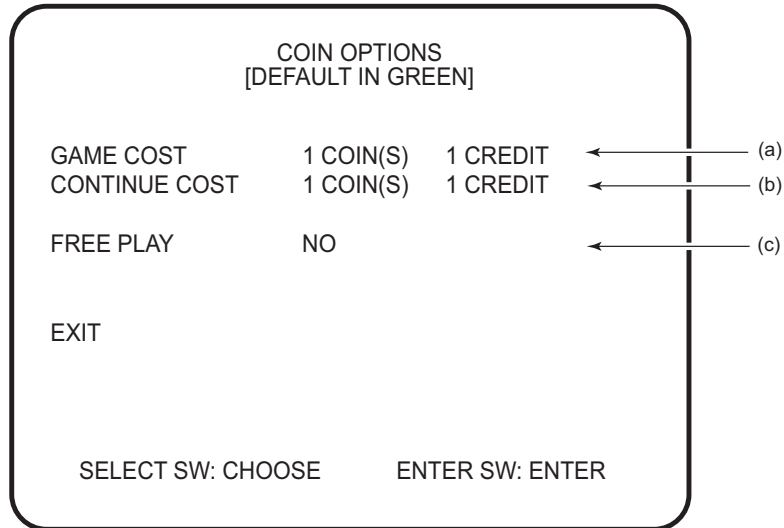 COIN OPTIONS
[DEFAULT IN GREEN]
GAME COST 1 COIN(S) 1 CREDIT (a)
CONTINUE COST 1 COIN(S) 1 CREDIT (b)
FREE PLAY NO (c)
EXIT
SELECT SW: CHOOSE ENTER SW: ENTER